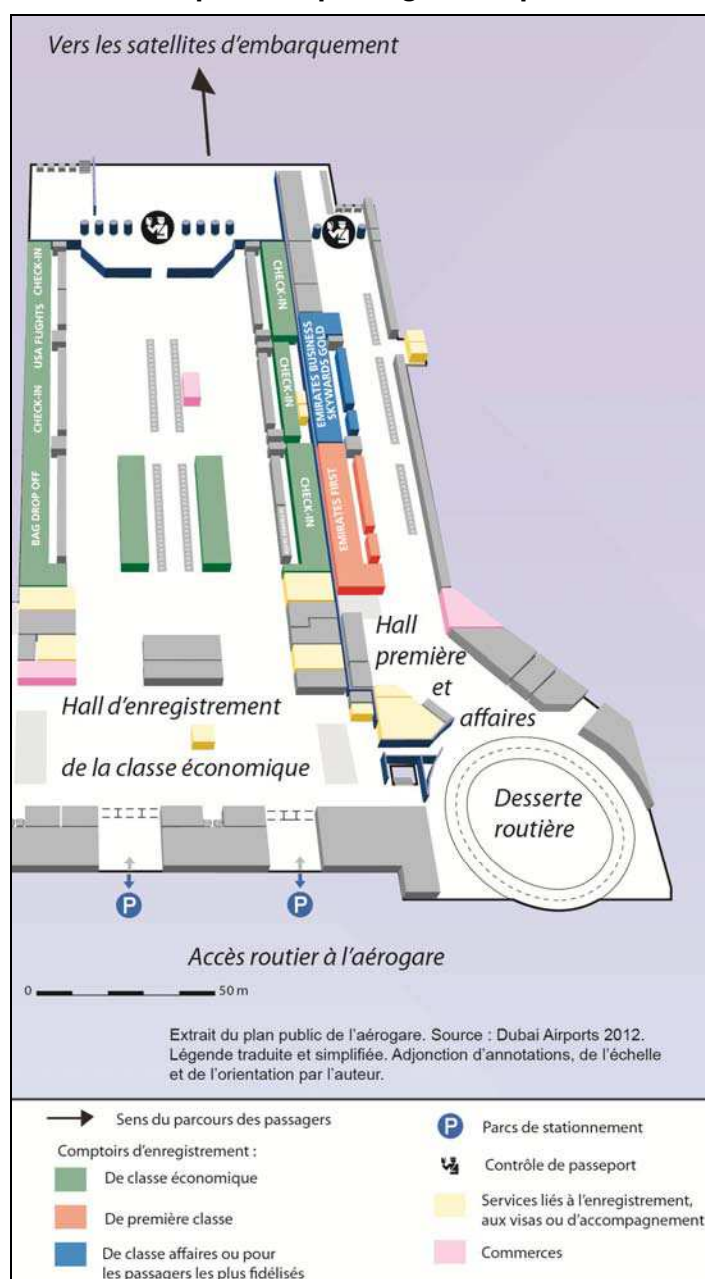 Vers les satellites d'embarquement
CHECK-IN
USA FLIGHTS
CHECK-IN
BAG DROP OFF
CHECK-IN
CHECK-IN
CHECK-IN
EMIRATES BUSINESS
SKYWARDS GOLD
EMIRATES FIRST
Hall
première
et
affaires
Hall d'enregistrement
de la classe économique
Desserte
routière
P
P
Accès routier à l'aérogare
0 50 m
Extrait du plan public de l'aérogare. Source : Dubai Airports 2012.
Légende traduite et simplifiée. Adjonction d'annotations, de l'échelle
et de l'orientation par l'auteur.
Sens du parcours des passagers
Comptoirs d'enregistrement :
De classe économique
De première classe
De classe affaires ou pour
les passagers les plus fidélisés
P Parcs de stationnement
Contrôle de passeport
Services liés à l'enregistrement,
aux visas ou d'accompagnement
Commerces